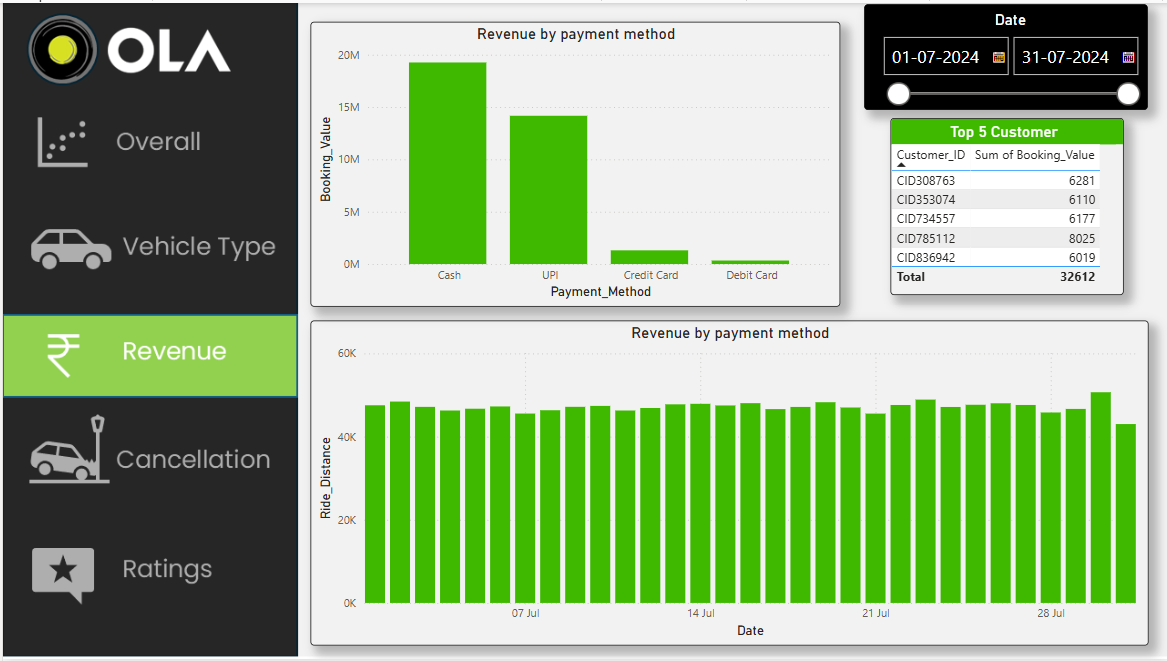 OLA
Overall
Vehicle Type
Revenue
Cancellation
Ratings
Revenue by payment method
20M
15M
10M
5M
0M
Booking_Value
Cash UPI Credit Card Debit Card
Payment_Method
Date
01-07-2024 31-07-2024
Top 5 Customer
Customer_ID Sum of Booking_Value
CID308763 6281
CID353074 6110
CID734557 6177
CID785112 8025
CID836942 6019
Total 32612
Revenue by payment method
60K
40K
20K
0K
Ride_Distance
07 Jul 14 Jul 21 Jul 28 Jul
Date